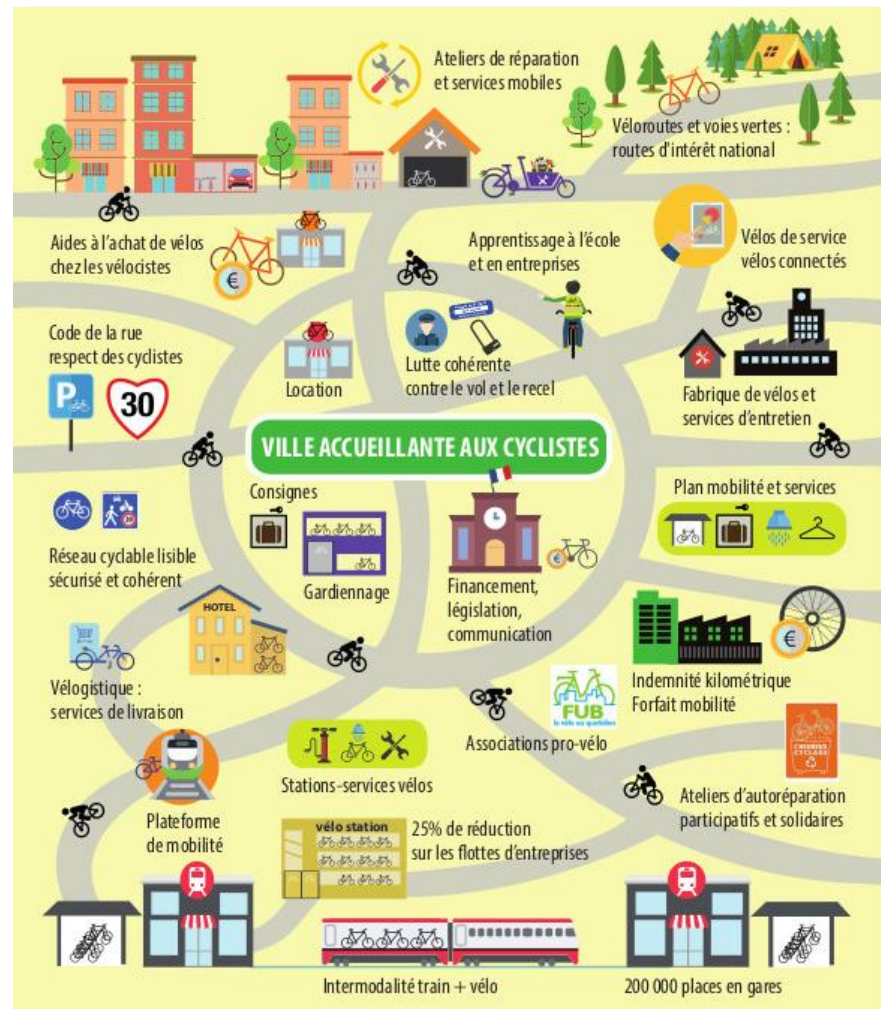 Ateliers de réparation
et services mobiles
Véloroutes et voies vertes :
routes d'intérêt national
Aides à l'achat de vélos
chez les vélocistes
€
Apprentissage à l'école
et en entreprises
Vélos de service
vélos connectés
Code de la rue
respect des cyclistes
P
30
Location
Lutte cohérente
contre le vol et le recel
Fabrique de vélos et
services d'entretien
VILLE ACCUEILLANTE AUX CYCLISTES
Consignes
Gardiennage
Plan mobilité et services
Réseau cyclable lisible
sécurisé et cohérent
€
Financement,
législation,
communication
HOTEL
€
Indemnité kilométrique
Forfait mobilité
Vélogistique :
services de livraison
FUB
le vélo au quotidien
Associations pro-vélo
Stations-services vélos
Plateforme
de mobilité
Ateliers d'autoréparation
participatifs et solidaires
vélo station
25% de réduction
sur les flottes d'entreprises
Intermodalité train + vélo
200 000 places en gares